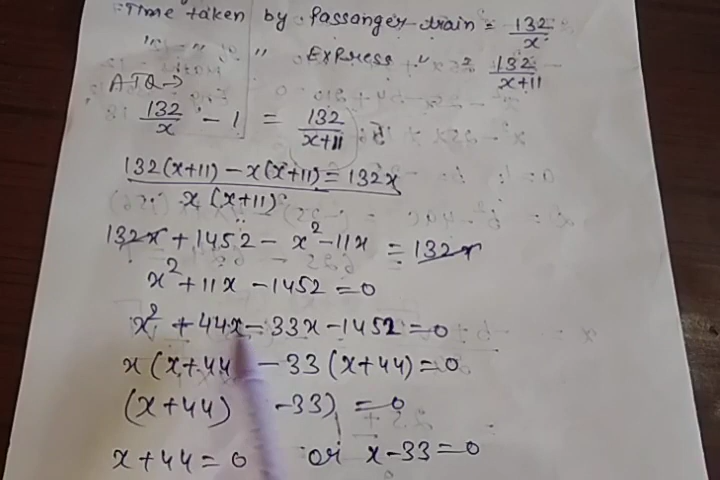 Time taken by Passanger train = 132/x
" " " Express " = 132/x+11
ATQ→
132/x - 1 = 132/x+11
132(x+11) - x(x+11) = 132x
x (x+11)
132x + 1452 - x² - 11x = 132x
x² + 11x - 1452 = 0
x² + 44x - 33x - 1452 = 0
x (x+44) - 33 (x+44) = 0
(x+44) -33) = 0
x + 44 = 0 or x - 33 = 0